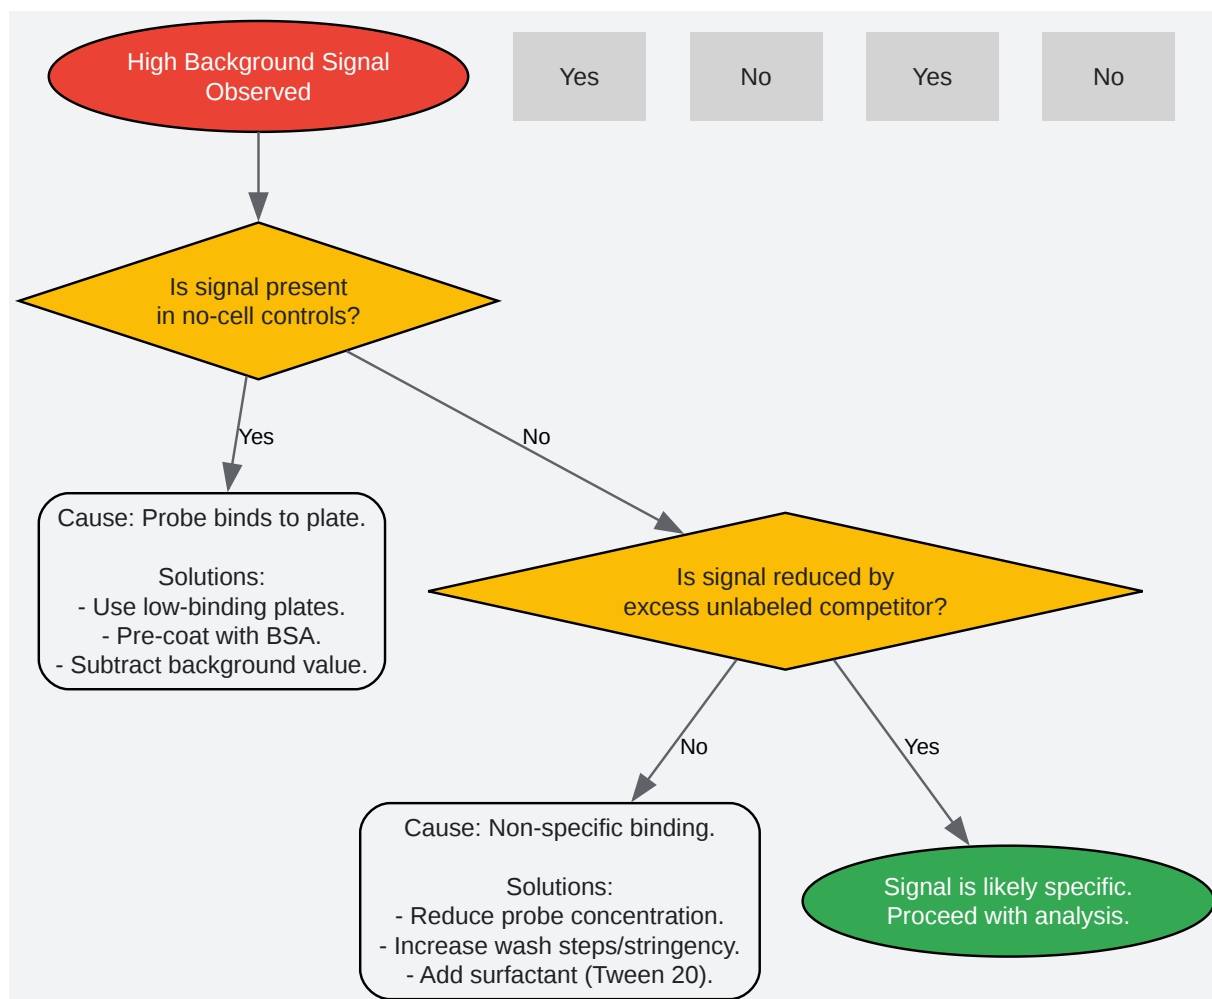 High Background Signal
Observed
Yes
No
Yes
No
Is signal present
in no-cell controls?
Yes
No
Cause: Probe binds to plate.
Solutions:
- Use low-binding plates.
- Pre-coat with BSA.
- Subtract background value.
Is signal reduced by
excess unlabeled competitor?
No
Yes
Cause: Non-specific binding.
Solutions:
- Reduce probe concentration.
- Increase wash steps/stringency.
- Add surfactant (Tween 20).
Signal is likely specific.
Proceed with analysis.